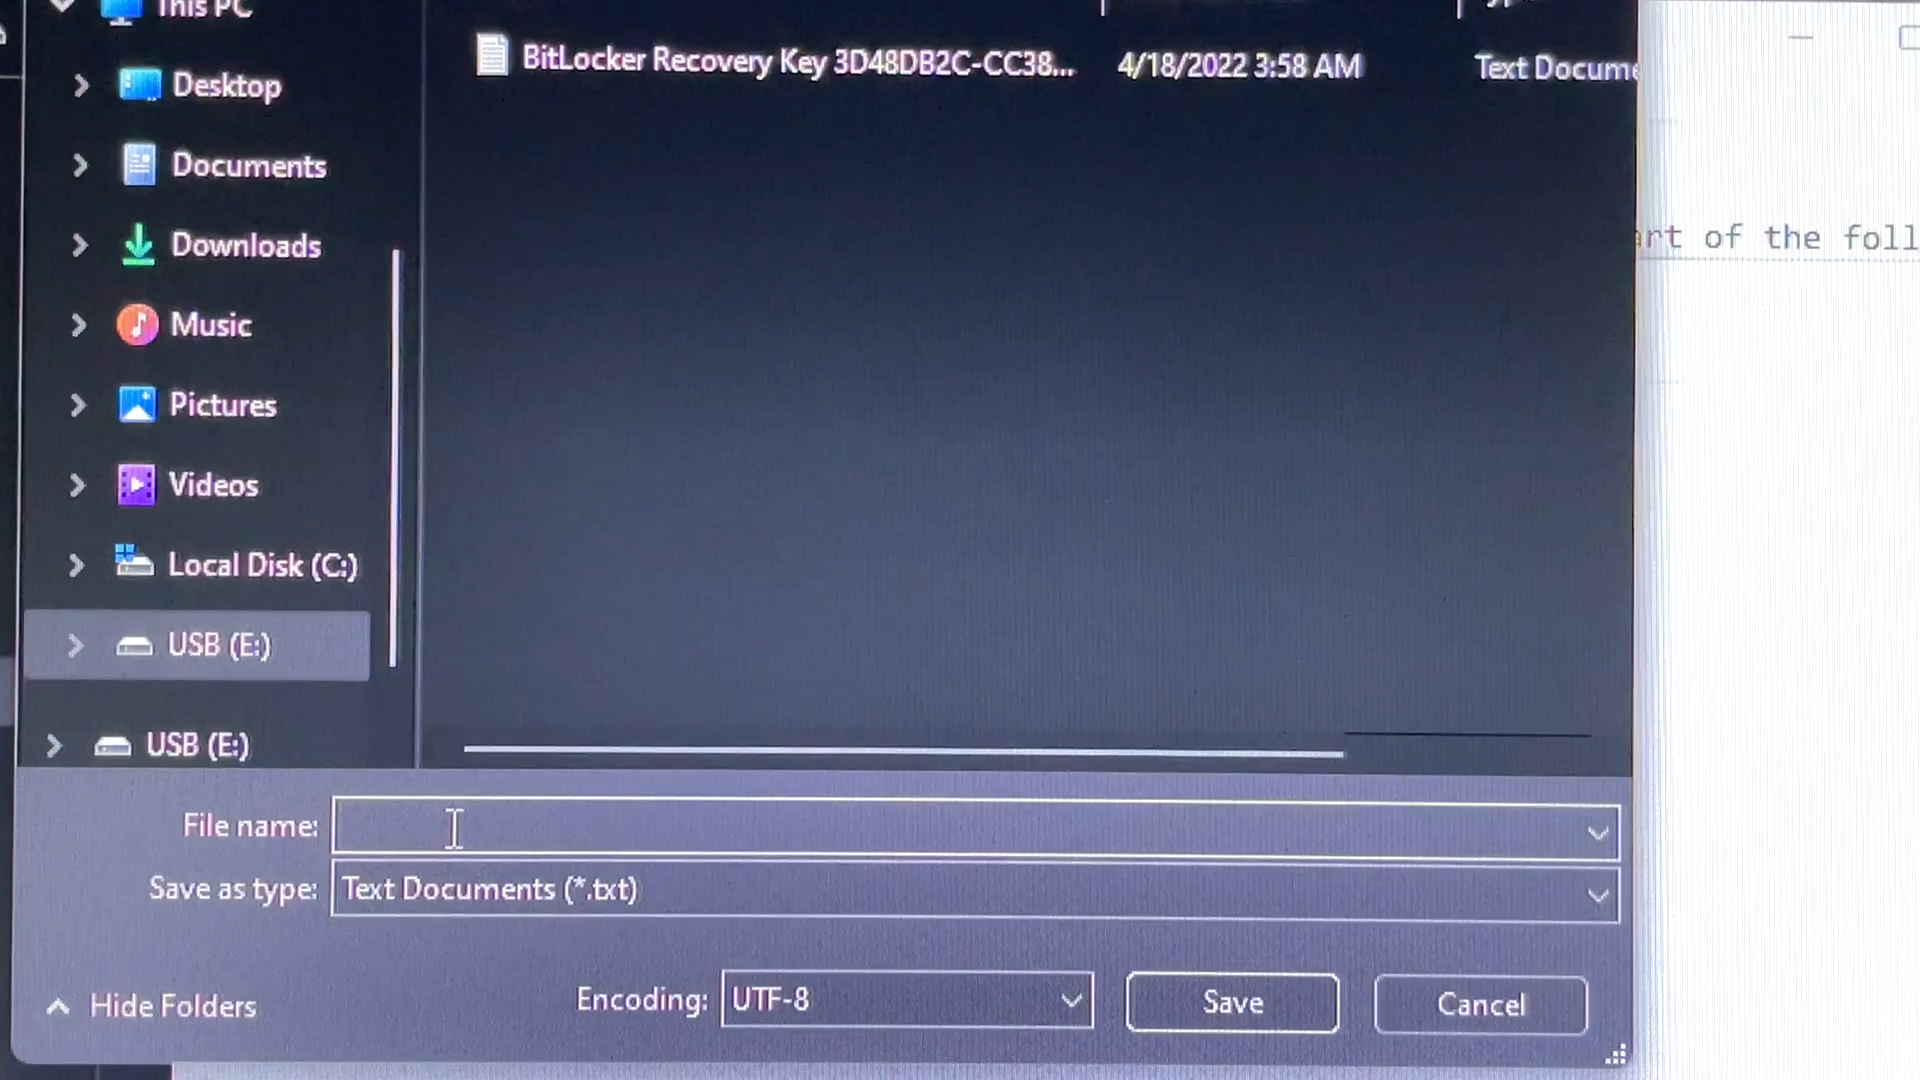 This PC
BitLocker Recovery Key 3D48DB2C-CC38... 4/18/2022 3:58 AM Text Docume
Desktop
Documents
Downloads
Music
Pictures
Videos
Local Disk (C:)
USB (E:)
USB (E:)
art of the foll
File name:
Save as type: Text Documents (*.txt)
Hide Folders
Encoding: UTF-8 Save Cancel